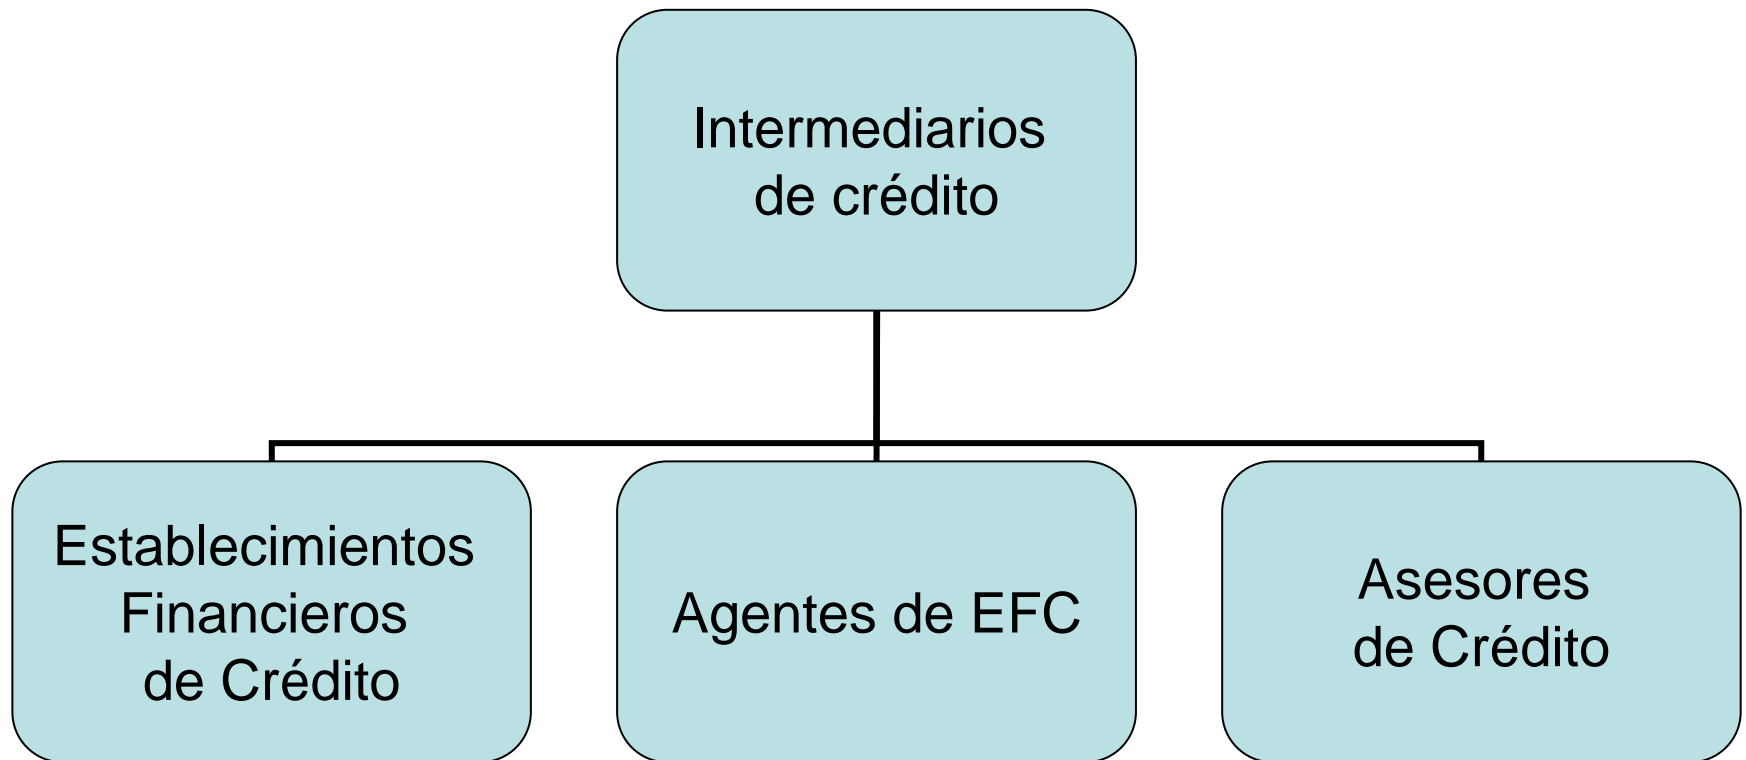 Intermediarios
de crédito
Establecimientos
Financieros
de Crédito
Agentes de EFC
Asesores
de Crédito